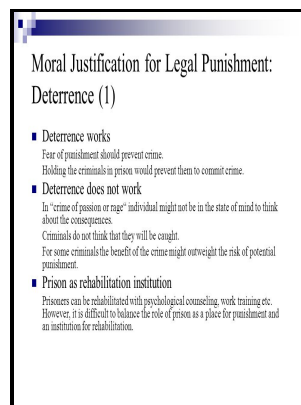 Moral Justification for Legal Punishment:
Deterrence (1)
Deterrence works
Fear of punishment should prevent crime.
Holding the criminals in prison would prevent them to commit crime.
Deterrence does not work
In “crime of passion or rage” individual might not be in the state of mind to think
about the consequences.
Criminals do not think that they will be caught.
For some criminals the benefit of the crime might outweight the risk of potential
punishment.
Prison as rehabilitation institution
Prisoners can be rehabilitated with psychological counseling, work training etc.
However, it is difficult to balance the role of prison as a place for punishment and
an institution for rehabilitation.